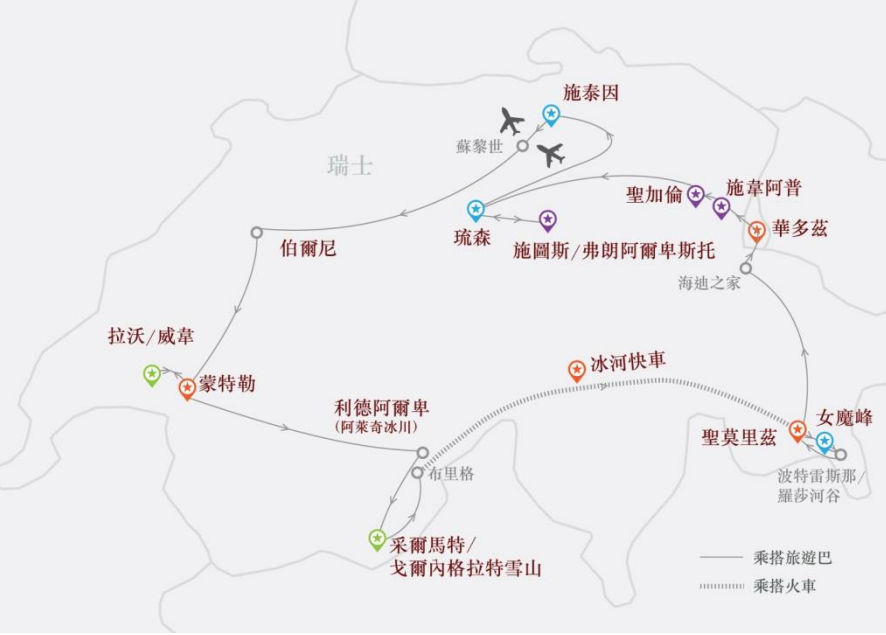 施泰因
蘇黎世
瑞士
聖加倫
施韋阿普
琉森
施圖斯/弗朗阿爾卑斯托
華多茲
伯爾尼
海迪之家
拉沃/威韋
蒙特勒
冰河快車
利德阿爾卑
(阿萊奇冰川)
聖莫里茲
女魔峰
布里格
波特雷斯那/
羅莎河谷
采爾馬特/
戈爾內格拉特雪山
乘搭旅遊巴
乘搭火車